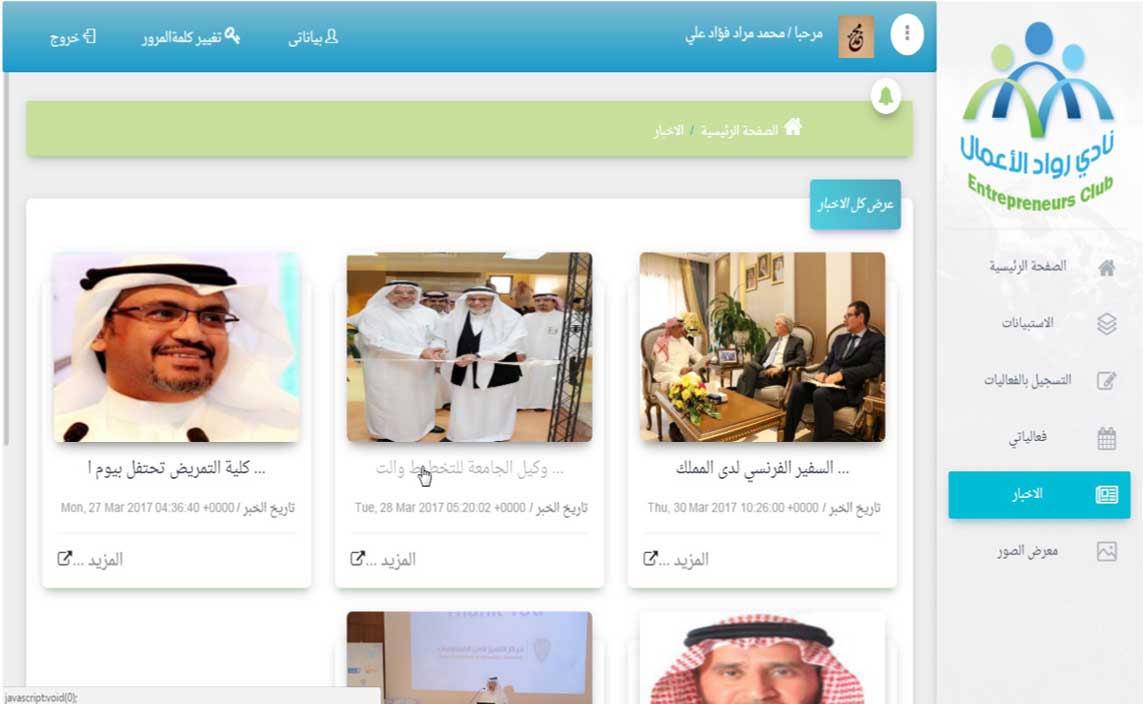 مرحبا / محمد مراد فؤاد علي
بياناتى
تغيير كلمةالمرور
خروج
نادي رواد الأعمال
Entrepreneurs Club
الصفحة الرئيسية
الاستبيانات
التسجيل بالفعاليات
فعالياتي
الاخبار
معرض الصور
الصفحة الرئيسية / الاخبار
عرض كل الاخبار
السفير الفرنسي لدى المملك ...
تاريخ الخبر / Thu, 30 Mar 2017 10:26:00 +0000
المزيد ...
وكيل الجامعة للتخطيط والت ...
تاريخ الخبر / Tue, 28 Mar 2017 05:20:02 +0000
المزيد ...
كلية التمريض تحتفل بيوم ا ...
تاريخ الخبر / Mon, 27 Mar 2017 04:36:40 +0000
المزيد ...
Thank You
javascript:void(0);